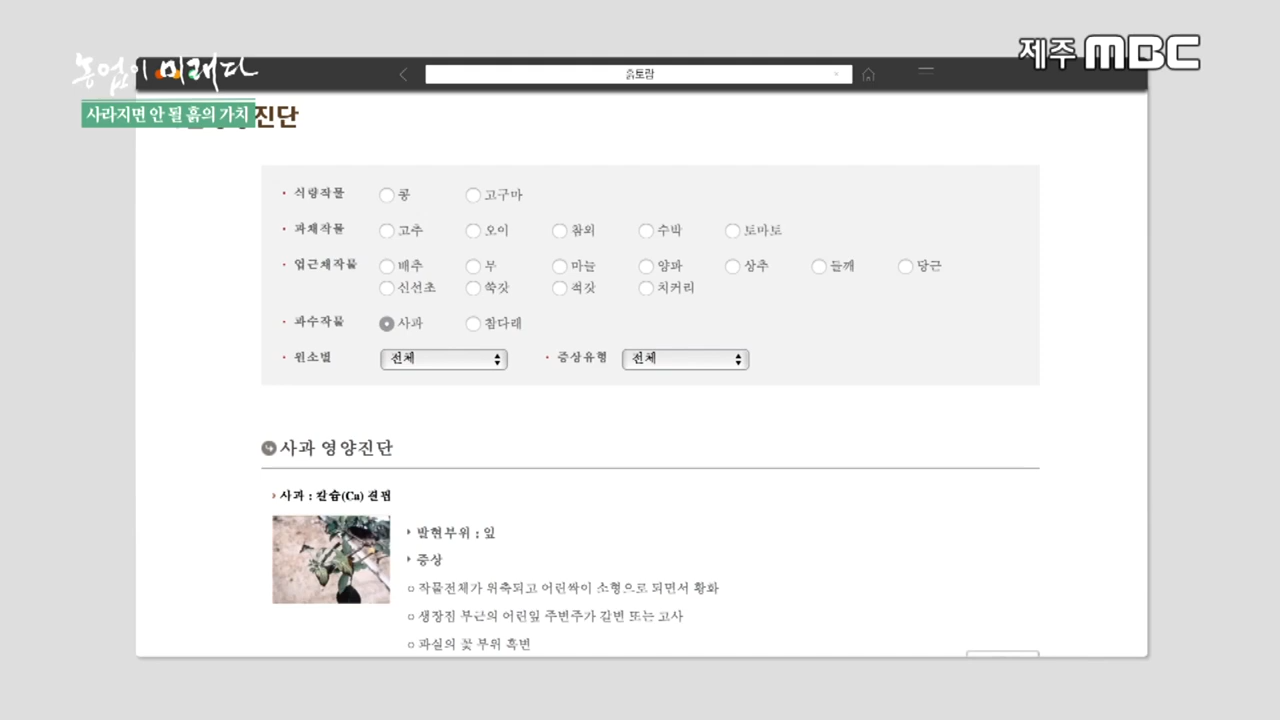 농업이 미래다
제주 MBC
흙토람
사라지면 안 될 흙의 가치
진단
식량작물 콩 고구마
과채작물 고추 오이 참외 수박 토마토
엽근채작물 배추 무 마늘 양파 상추 들깨 당근
신선초 쑥갓 적갓 치커리
과수작물 사과 참다래
원소별 전체 증상유형 전체
사과 영양진단
사과 : 칼슘(Ca) 결핍
발현부위 : 잎
증상
작물전체가 위축되고 어린싹이 소형으로 되면서 황화
생장점 부근의 어린잎 주변주가 갈변 또는 고사
과실의 꽃 부위 흑변